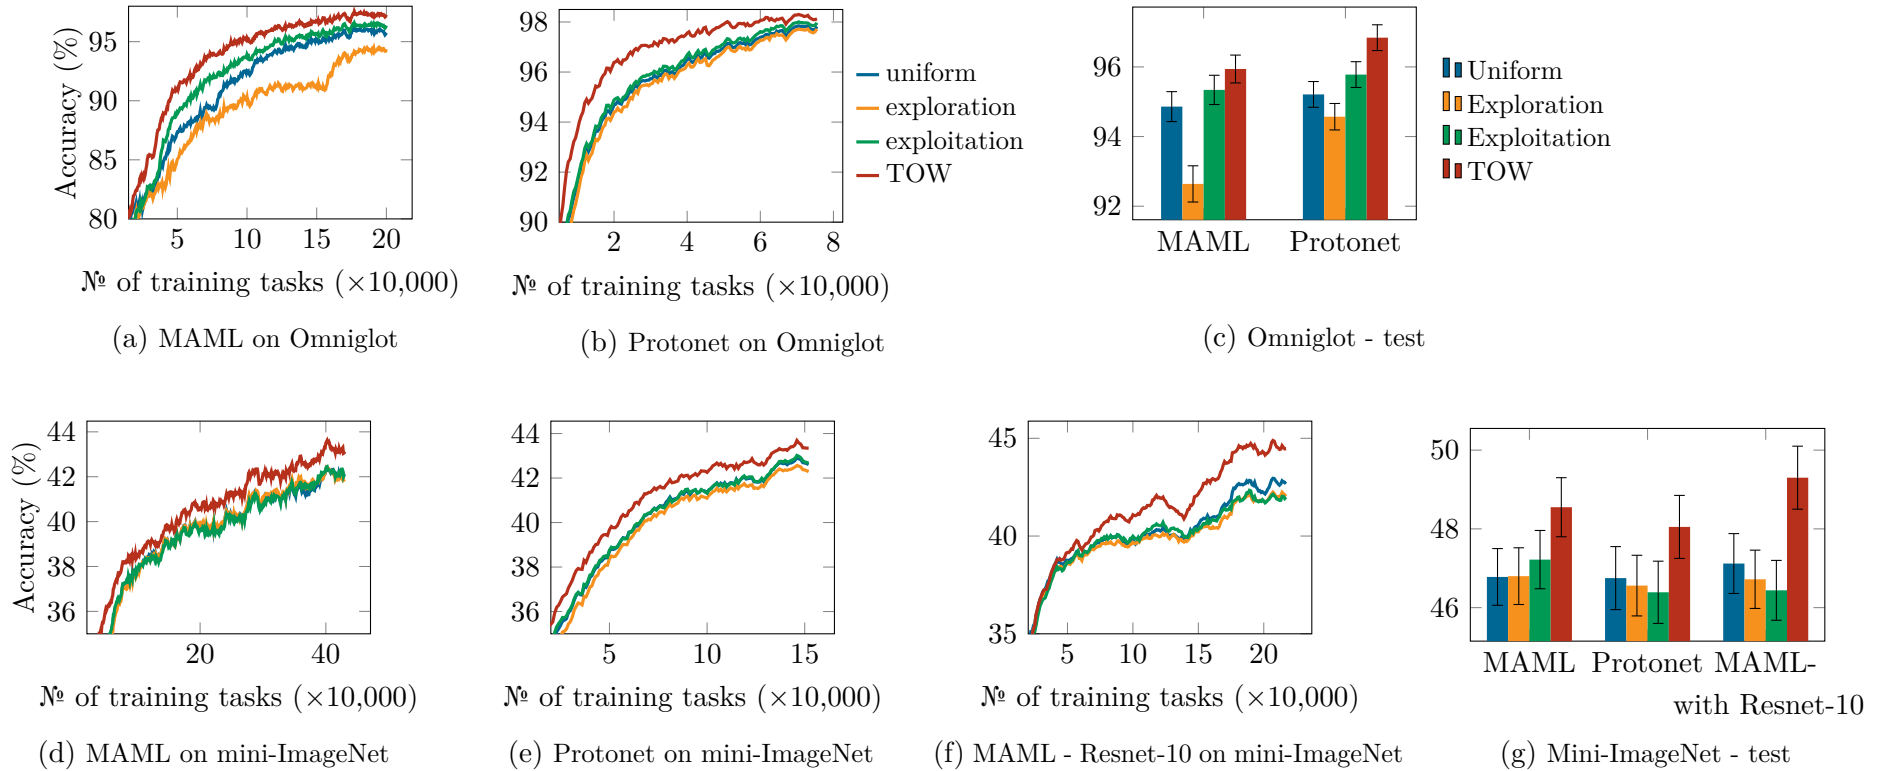 Accuracy (%)
95
90
85
80
5 10 15 20
№ of training tasks (×10,000)
(a) MAML on Omniglot
98
96
94
92
90
2 4 6 8
№ of training tasks (×10,000)
(b) Protonet on Omniglot
uniform
exploration
exploitation
TOW
96
94
92
MAML Protonet
(c) Omniglot - test
Uniform
Exploration
Exploitation
TOW
Accuracy (%)
44
42
40
38
36
20 40
№ of training tasks (×10,000)
(d) MAML on mini-ImageNet
44
42
40
38
36
5 10 15
№ of training tasks (×10,000)
(e) Protonet on mini-ImageNet
45
40
35
5 10 15 20
№ of training tasks (×10,000)
(f) MAML - Resnet-10 on mini-ImageNet
50
48
46
MAML Protonet MAML-
with Resnet-10
(g) Mini-ImageNet - test